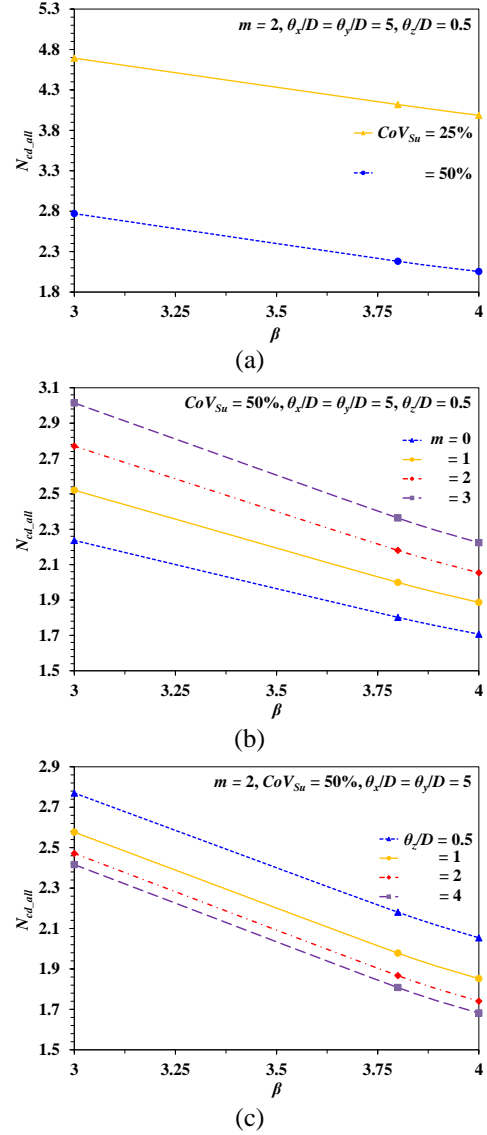 5.3
m = 2, θx/D = θy/D = 5, θz/D = 0.5
4.8
4.3
CoVSu = 25%
3.8
Ncd_all
= 50%
3.3
2.8
2.3
1.8
3 3.25 3.5 3.75 4
β
(a)
3.1
CoVSu = 50%, θx/D = θy/D = 5, θz/D = 0.5
2.9
m = 0
2.7
= 1
2.5
= 2
= 3
2.3
Ncd_all
2.1
1.9
1.7
1.5
3 3.25 3.5 3.75 4
β
(b)
2.9
m = 2, CoVSu = 50%, θx/D = θy/D = 5
2.7
θz/D = 0.5
2.5
= 1
= 2
2.3
= 4
Ncd_all
2.1
1.9
1.7
1.5
3 3.25 3.5 3.75 4
β
(c)